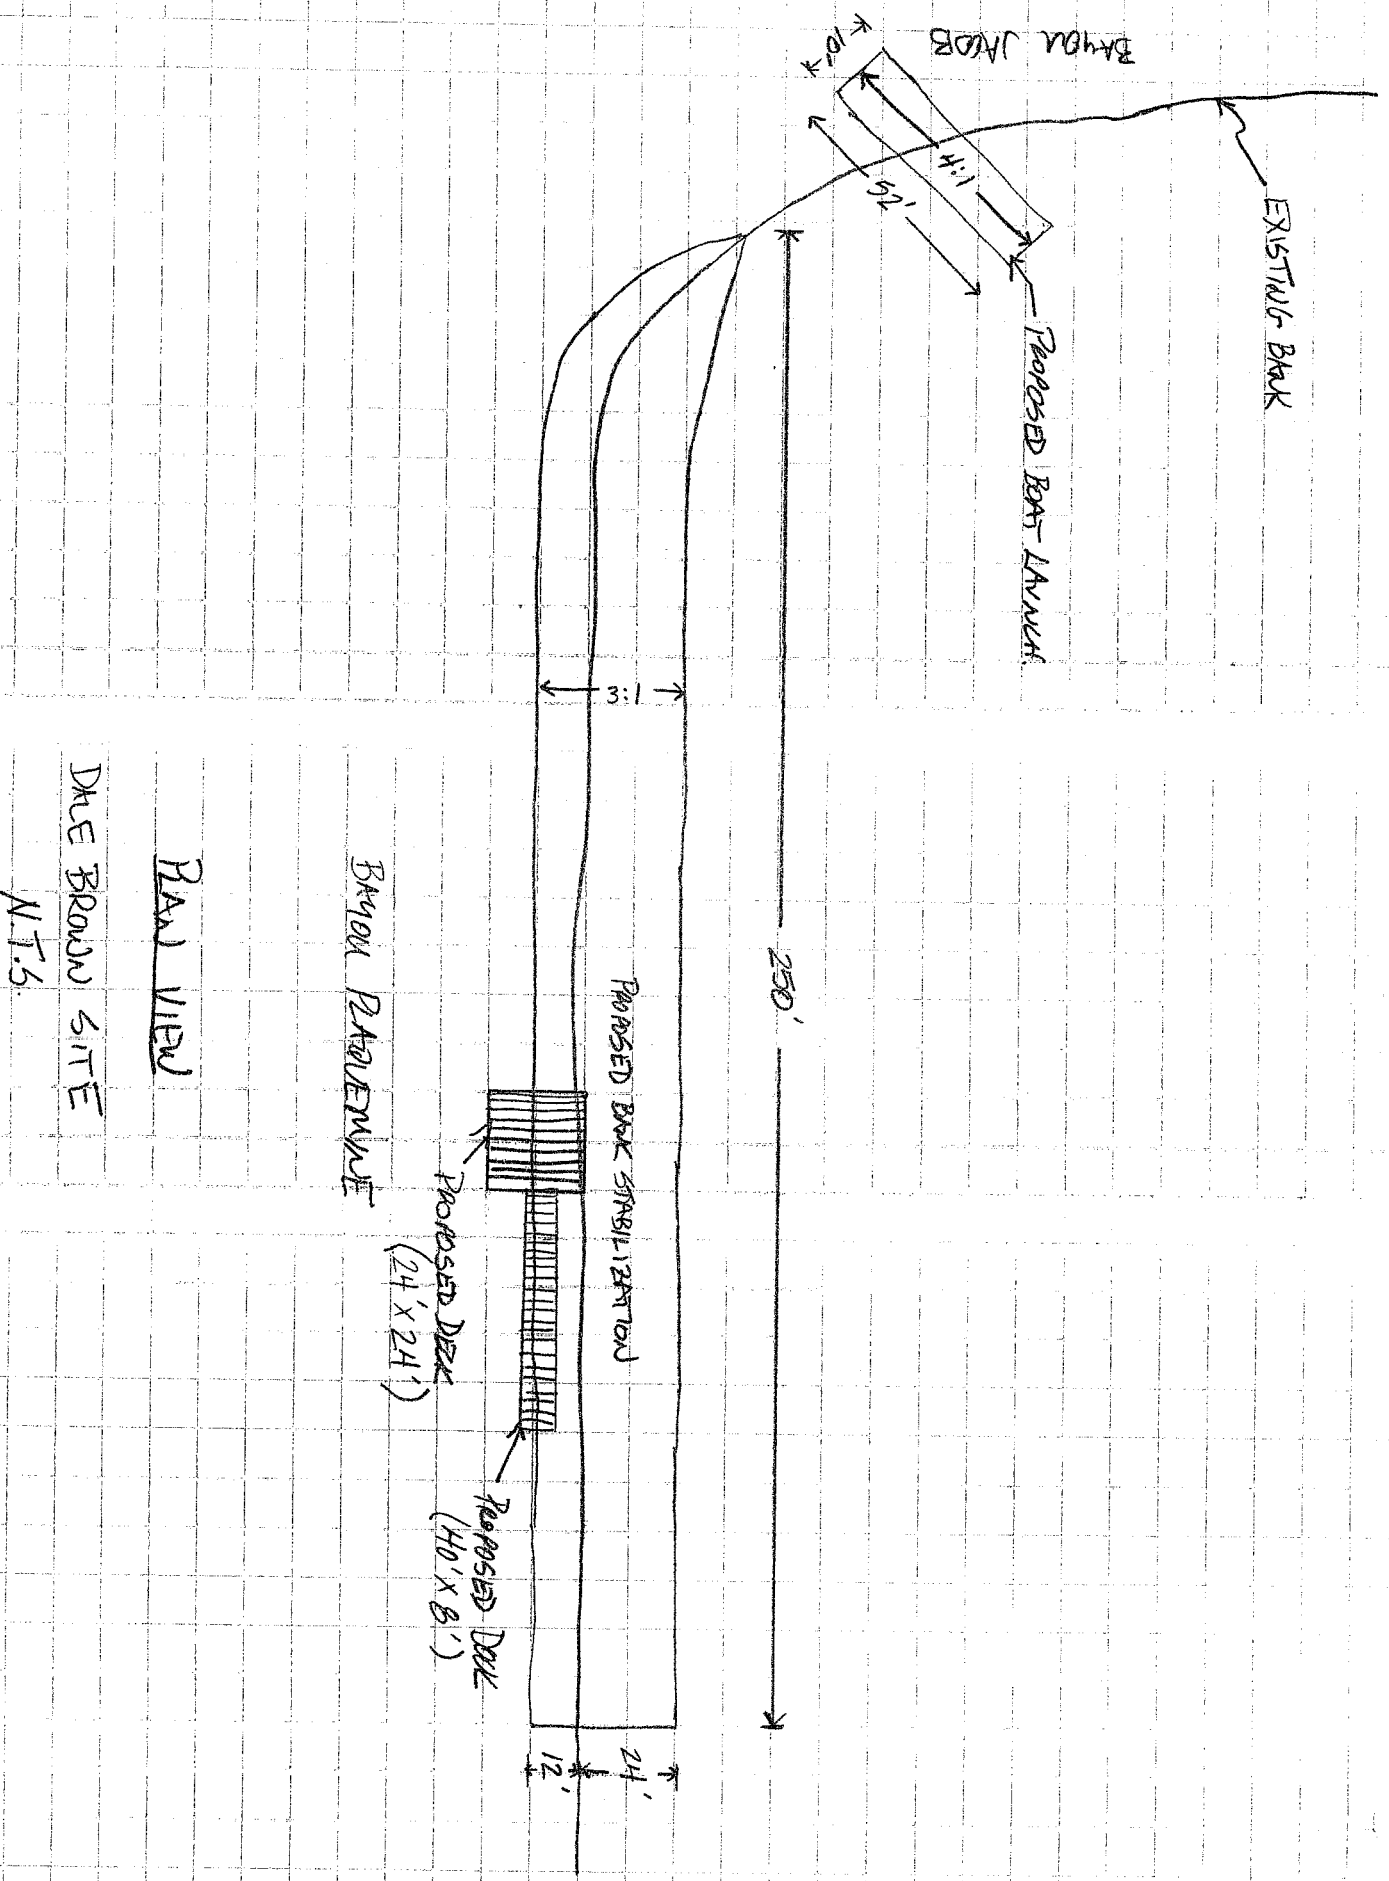 BAYOU JACOB
10'
4:1
75'
EXISTING BANK
PROPOSED BOAT LAUNCH
250'
3:1
PROPOSED BANK STABILIZATION
24'
12'
PROPOSED DOCK
(40' X 8')
PROPOSED DECK
(24' X 24')
BAYOU PLAQUEMINE
PLAN VIEW
DALE BROWN SITE
N.T.S.